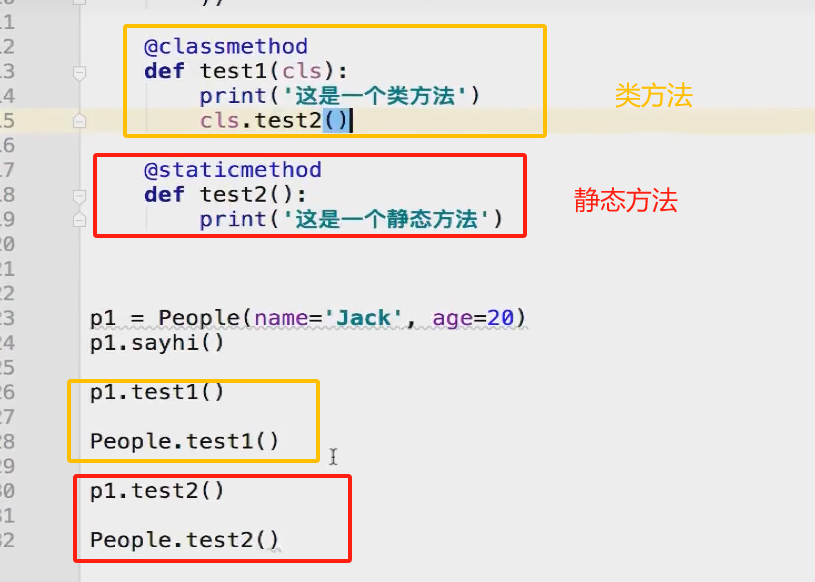 @classmethod
def test1(cls):
print('这是一个类方法')
cls.test2()
类方法
@staticmethod
def test2():
print('这是一个静态方法')
静态方法
p1 = People(name='Jack', age=20)
p1.sayhi()
p1.test1()
People.test1()
p1.test2()
People.test2()